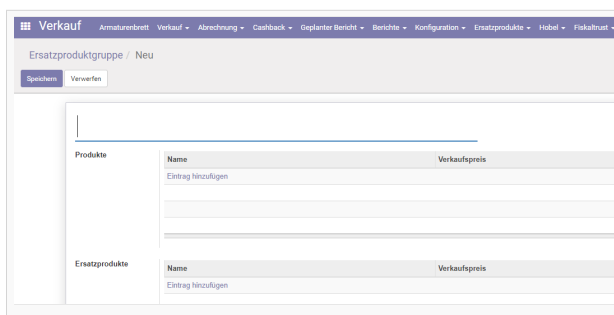 Verkauf Armaturenbrett Verkauf Abrechnung Cashback Geplanter Bericht Berichte Konfiguration Ersatzprodukte Hobel Fiskaltrust
Ersatzproduktgruppe / Neu
Speichern Verwerfen
Produkte
Name Verkaufspreis
Eintrag hinzufügen
Ersatzprodukte
Name Verkaufspreis
Eintrag hinzufügen